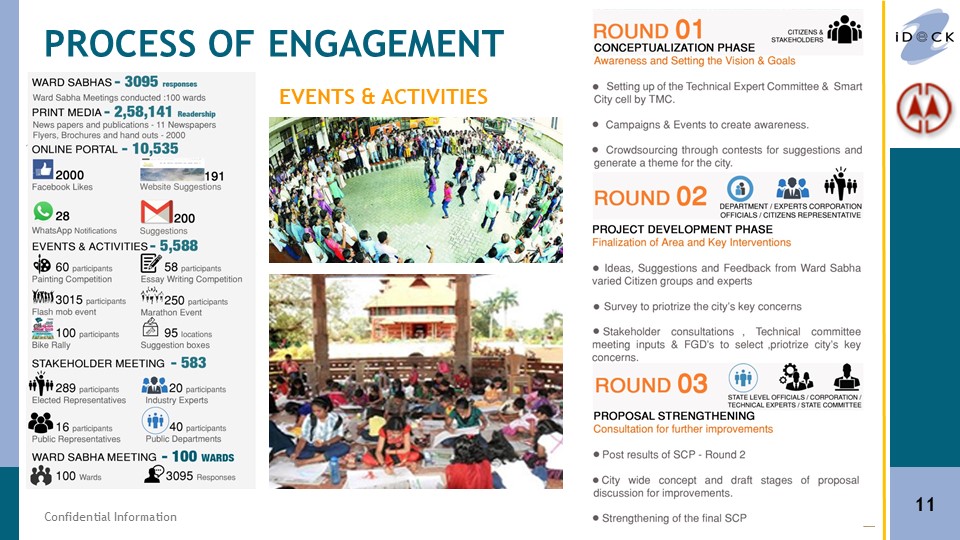 PROCESS OF ENGAGEMENT
WARD SABHAS - 3095 responses
Ward Sabha Meetings conducted :100 wards
PRINT MEDIA - 2,58,141 Readership
News papers and publications - 11 Newspapers
Flyers, Brochures and hand outs - 2000
ONLINE PORTAL - 10,535
2000
Facebook Likes
191
Website Suggestions
28
WhatsApp Notifications
200
Suggestions
EVENTS & ACTIVITIES - 5,588
60 participants
Painting Competition
58 participants
Essay Writing Competition
3015 participants
Flash mob event
250 participants
Marathon Event
100 participants
Bike Rally
95 locations
Suggestion boxes
STAKEHOLDER MEETING - 583
289 participants
Elected Representatives
20 participants
Industry Experts
16 participants
Public Representatives
40 participants
Public Departments
WARD SABHA MEETING - 100 WARDS
100 Wards
3095 Responses
Confidential Information
EVENTS & ACTIVITIES
ROUND 01
CITIZENS &
STAKEHOLDERS
CONCEPTUALIZATION PHASE
Awareness and Setting the Vision & Goals
● Setting up of the Technical Expert Committee & Smart
City cell by TMC.
● Campaigns & Events to create awareness.
● Crowdsourcing through contests for suggestions and
generate a theme for the city.
ROUND 02
DEPARTMENT / EXPERTS CORPORATION
OFFICIALS / CITIZENS REPRESENTATIVE
PROJECT DEVELOPMENT PHASE
Finalization of Area and Key Interventions
● Ideas, Suggestions and Feedback from Ward Sabha
varied Citizen groups and experts
● Survey to priotrize the city's key concerns
● Stakeholder consultations , Technical committee
meeting inputs & FGD's to select ,priotrize city's key
concerns.
ROUND 03
STATE LEVEL OFFICIALS / CORPORATION /
TECHNICAL EXPERTS / STATE COMMITTEE
PROPOSAL STRENGTHENING
Consultation for further improvements
● Post results of SCP - Round 2
● City wide concept and draft stages of proposal
discussion for improvements.
● Strengthening of the final SCP
iD@CK
11